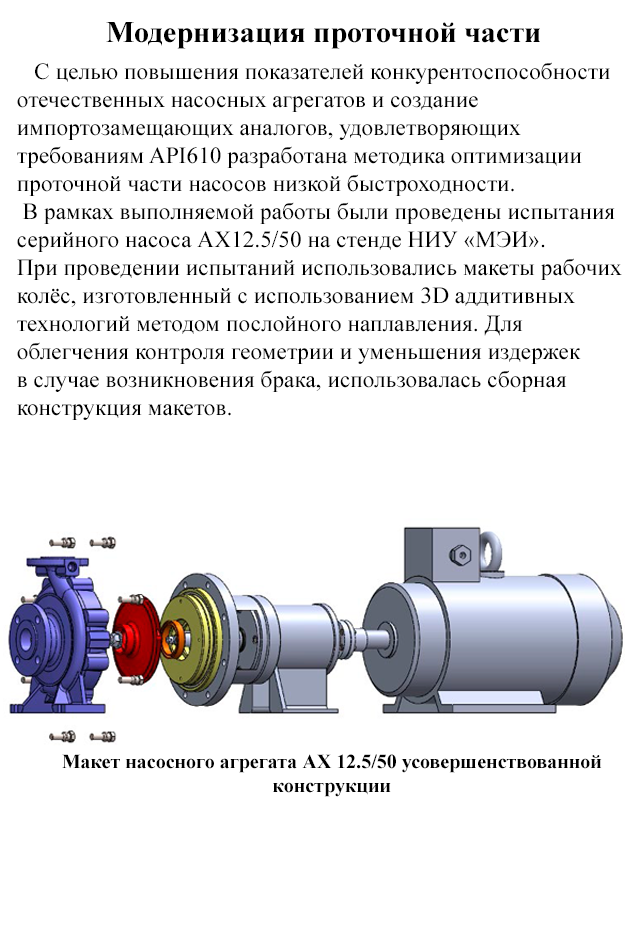 Модернизация проточной части
С целью повышения показателей конкурентоспособности
отечественных насосных агрегатов и создание
импортозамещающих аналогов, удовлетворяющих
требованиям API610 разработана методика оптимизации
проточной части насосов низкой быстроходности.
В рамках выполняемой работы были проведены испытания
серийного насоса АХ12.5/50 на стенде НИУ «МЭИ».
При проведении испытаний использовались макеты рабочих
колёс, изготовленный с использованием 3D аддитивных
технологий методом послойного наплавления. Для
облегчения контроля геометрии и уменьшения издержек
в случае возникновения брака, использовалась сборная
конструкция макетов.
Макет насосного агрегата АХ 12.5/50 усовершенствованной
конструкции